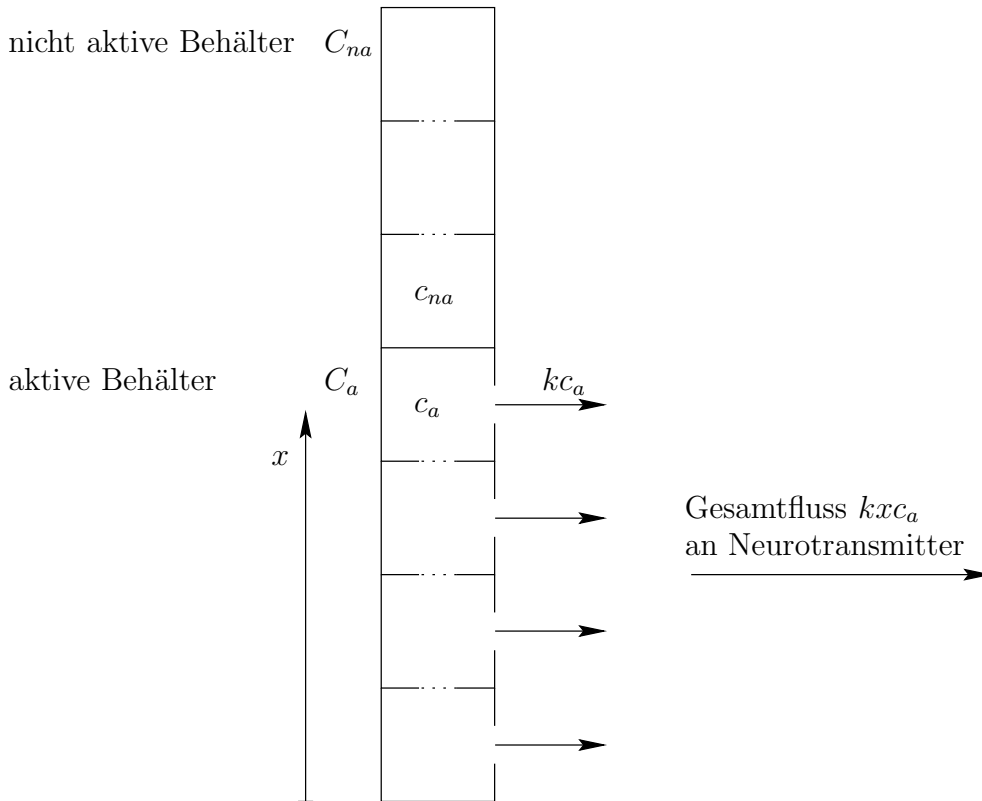 nicht aktive Behälter C_{na}
c_{na}
aktive Behälter C_a
kc_a
c_a
x
Gesamtfluss kxc_a
an Neurotransmitter